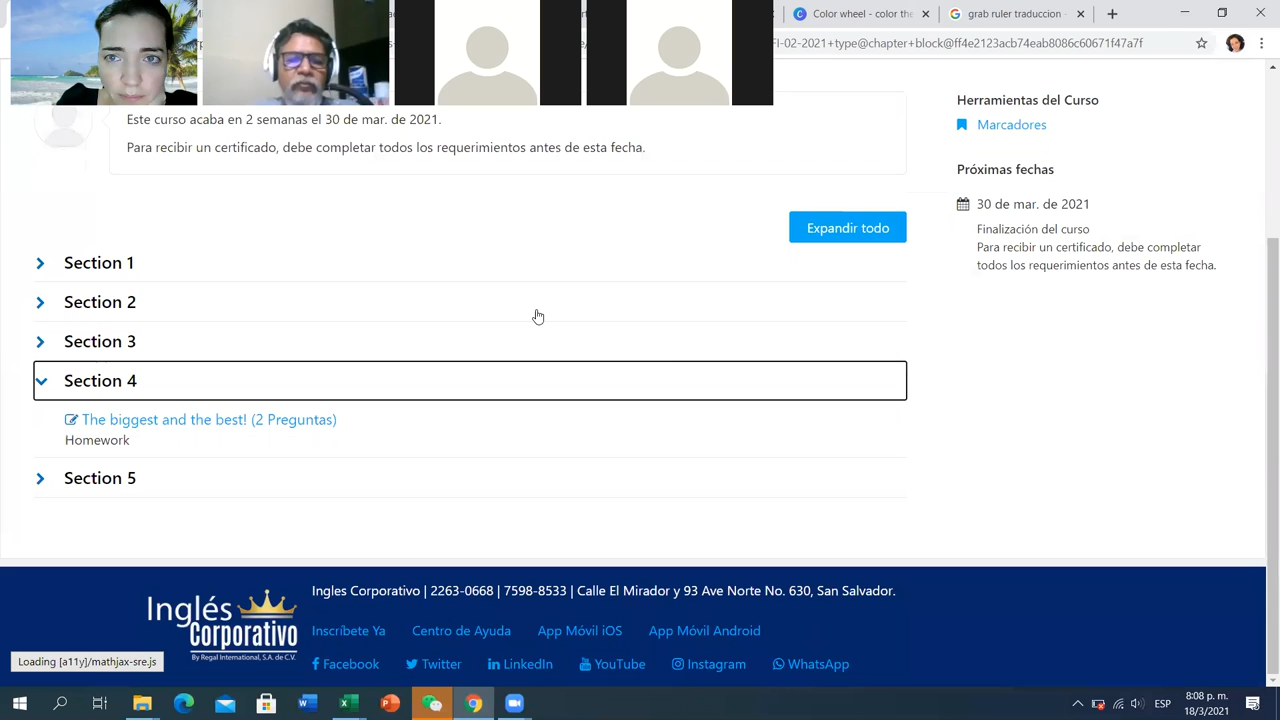 Color wheel - color the
grab ruler traduccion -
FI-02-2021+type@chapter+block@ff4e2123acb74eab8086c60671f47a7f
Este curso acaba en 2 semanas el 30 de mar. de 2021.
Para recibir un certificado, debe completar todos los requerimientos antes de esta fecha.
Herramientas del Curso
Marcadores
Próximas fechas
30 de mar. de 2021
Finalización del curso
Para recibir un certificado, debe completar
todos los requerimientos antes de esta fecha.
Expandir todo
Section 1
Section 2
Section 3
Section 4
The biggest and the best! (2 Preguntas)
Homework
Section 5
Inglés
Corporativo
By Regal International, S.A. de C.V.
Ingles Corporativo | 2263-0668 | 7598-8533 | Calle El Mirador y 93 Ave Norte No. 630, San Salvador.
Inscríbete Ya Centro de Ayuda App Móvil iOS App Móvil Android
Facebook Twitter LinkedIn YouTube Instagram WhatsApp
Loading [a11y]/mathjax-sre.js
ESP
8:08 p. m.
18/3/2021